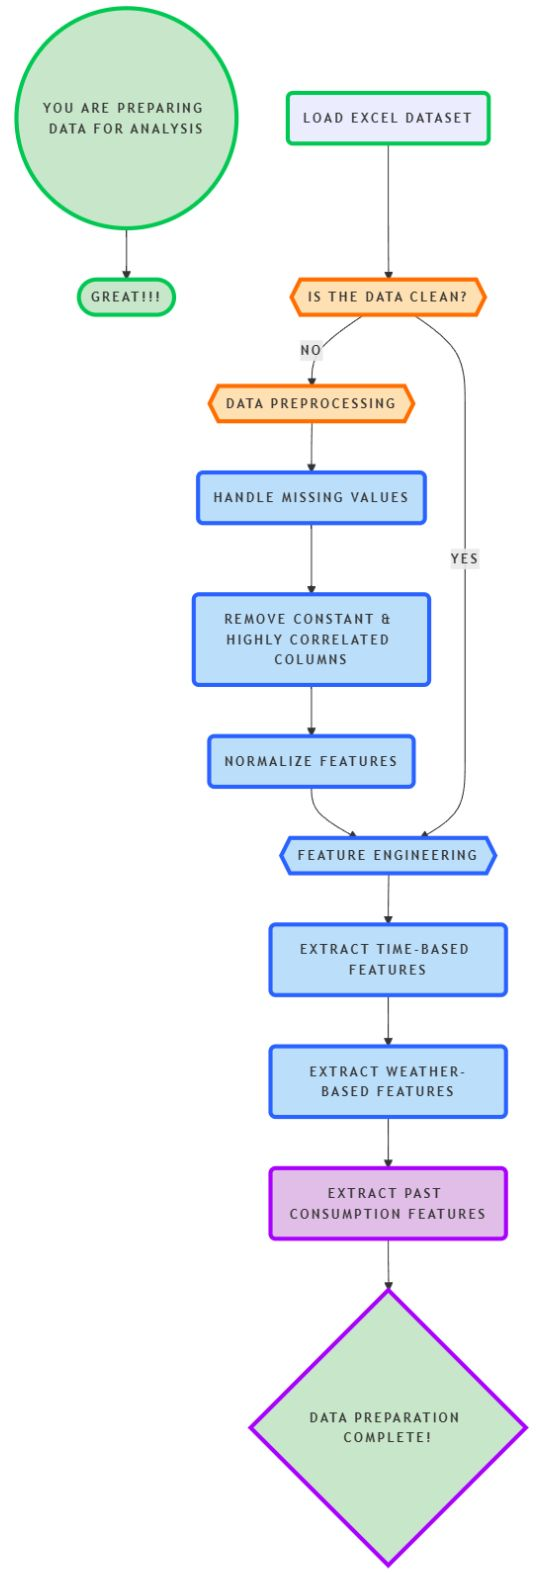 YOU ARE PREPARING
DATA FOR ANALYSIS
GREAT!!!
LOAD EXCEL DATASET
IS THE DATA CLEAN?
NO
YES
DATA PREPROCESSING
HANDLE MISSING VALUES
REMOVE CONSTANT &
HIGHLY CORRELATED
COLUMNS
NORMALIZE FEATURES
FEATURE ENGINEERING
EXTRACT TIME-BASED
FEATURES
EXTRACT WEATHER-
BASED FEATURES
EXTRACT PAST
CONSUMPTION FEATURES
DATA PREPARATION
COMPLETE!